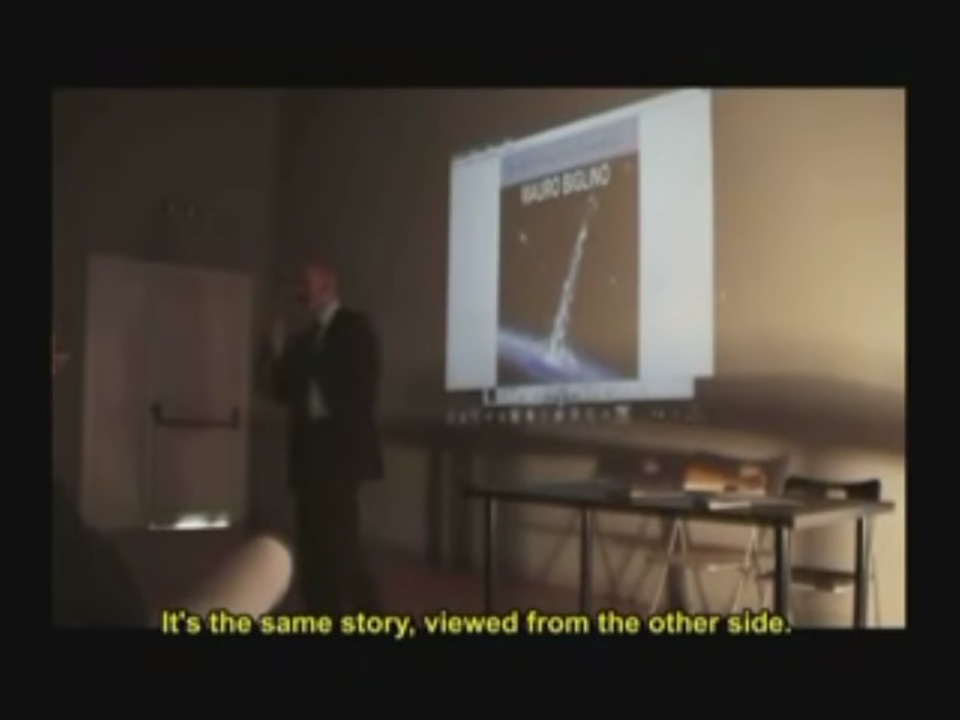 MAURO BIGLINO
It's the same story, viewed from the other side.